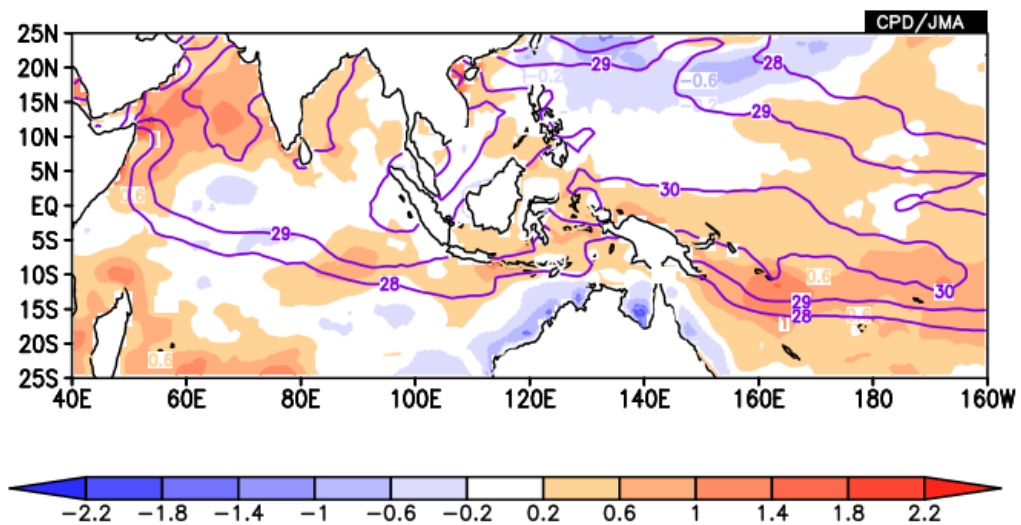 CPD/JMA
25N
20N
15N
10N
5N
EQ
5S
10S
15S
20S
25S
29
28
-0.2
-0.6
29
1
0.6
30
29
28
0.6
30
29
28
1
0.6
40E 60E 80E 100E 120E 140E 160E 180 160W
-2.2 -1.8 -1.4 -1 -0.6 -0.2 0.2 0.6 1 1.4 1.8 2.2